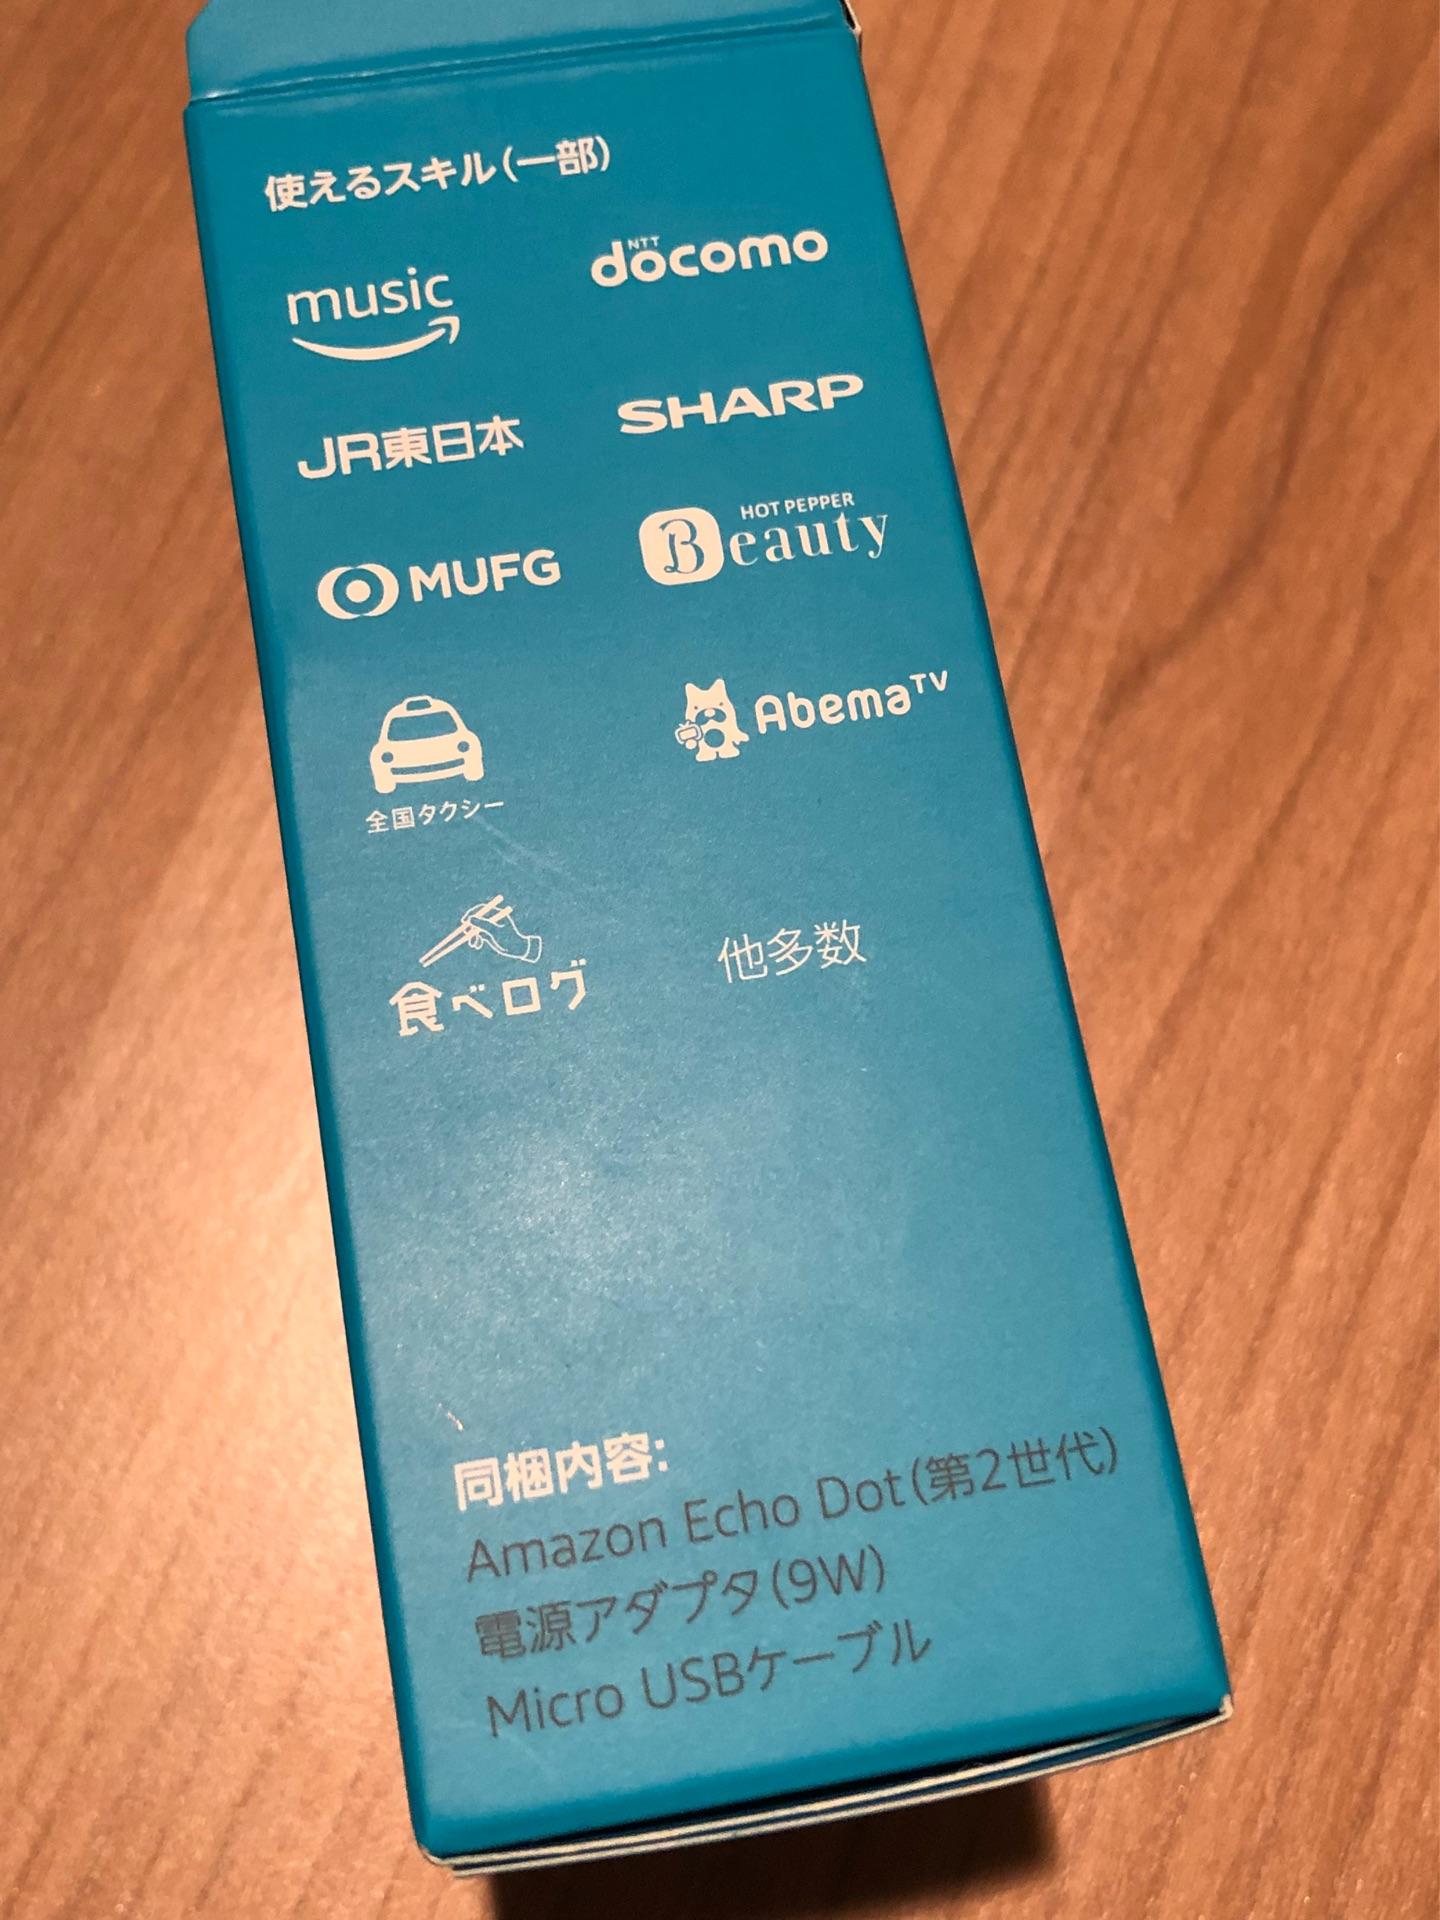 使えるスキル(一部)
music
NTT
docomo
JR東日本
SHARP
MUFG
HOT PEPPER
Beauty
全国タクシー
AbemaTV
食べログ
他多数
同梱内容:
Amazon Echo Dot(第2世代)
電源アダプタ(9W)
Micro USBケーブル